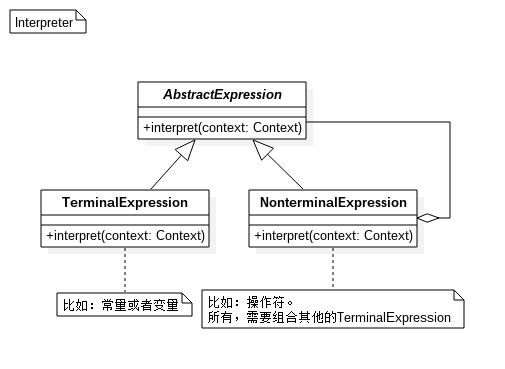 Interpreter
AbstractExpression
+interpret(context: Context)
TerminalExpression
+interpret(context: Context)
NonterminalExpression
+interpret(context: Context)
比如：常量或者变量
比如：操作符。
所有，需要组合其他的TerminalExpression